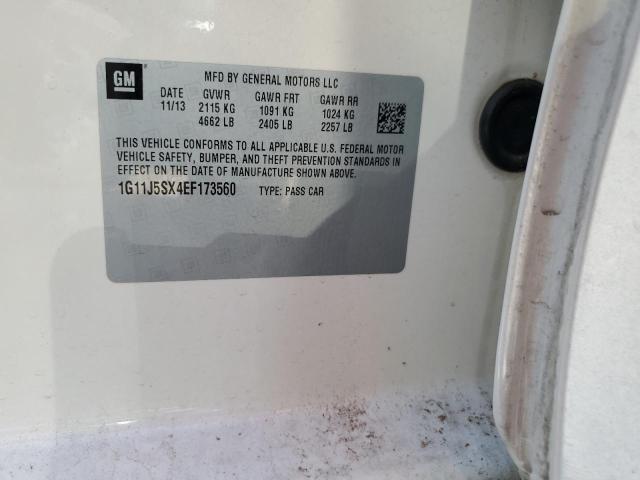 GM
MFD BY GENERAL MOTORS LLC
DATE GVWR GAWR FRT GAWR RR
11/13 2115 KG 1091 KG 1024 KG
4662 LB 2405 LB 2257 LB
THIS VEHICLE CONFORMS TO ALL APPLICABLE U.S. FEDERAL MOTOR
VEHICLE SAFETY, BUMPER, AND THEFT PREVENTION STANDARDS IN
EFFECT ON THE DATE OF MANUFACTURE SHOWN ABOVE.
1G11J5SX4EF173560 TYPE: PASS CAR